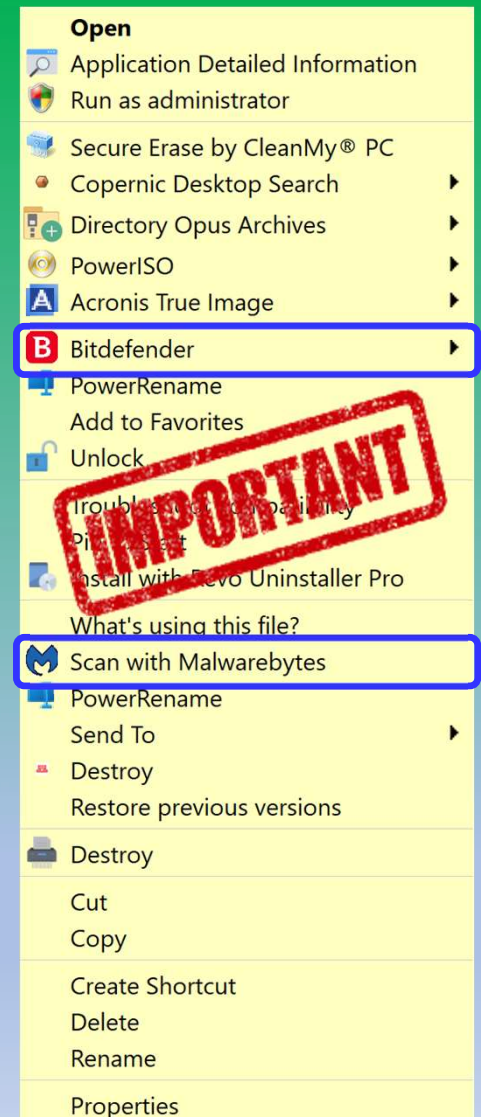 Open
Application Detailed Information
Run as administrator
Secure Erase by CleanMy® PC
Copernic Desktop Search
Directory Opus Archives
PowerISO
Acronis True Image
Bitdefender
PowerRename
Add to Favorites
Unlock
IMPORTANT
Install with Revo Uninstaller Pro
What's using this file?
Scan with Malwarebytes
PowerRename
Send To
Destroy
Restore previous versions
Destroy
Cut
Copy
Create Shortcut
Delete
Rename
Properties